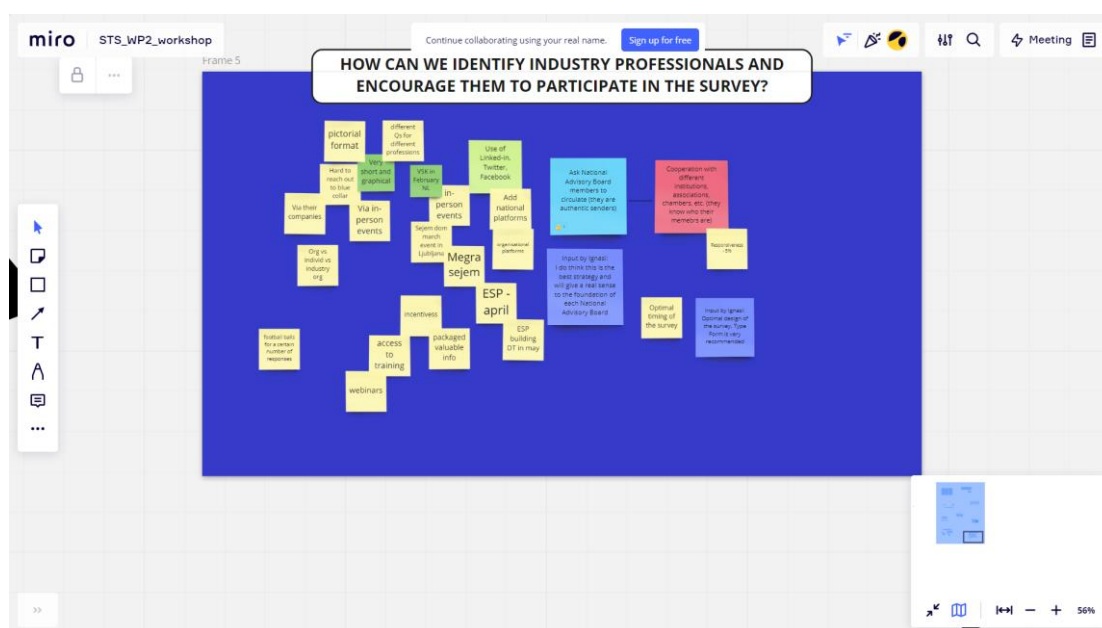 miro
STS_WP2_workshop
Continue collaborating using your real name.
Sign up for free
Meeting
Frame 5
HOW CAN WE IDENTIFY INDUSTRY PROFESSIONALS AND
ENCOURAGE THEM TO PARTICIPATE IN THE SURVEY?
pictorial
format
different
Qs for
different
professions
Hard to
reach out
to blue
collar
Very
short and
graphical
VSK in
February
NL
Use of
Linked-in,
Twitter,
Facebook
Via their
companies
Via in-
person
events
in-
person
events
Add
national
platforms
Sejem dom
march
event in
Ljubljana
organisational
platforms
Org vs
individ vs
industry
org
Megra
sejem
ESP -
april
ESP
building
DT in may
incentivess
access
to
training
packaged
valuable
info
webinars
football balls
for a certain
number of
responses
Ask National
Advisory Board
members to
circulate (they are
authentic senders)
Cooperation with
different
institutions,
associations,
chambers, etc. (they
know who their
memebrs are)
Input by Ignasi:
I do think this is the
best strategy and
will give a real sense
to the foundation of
each National
Advisory Board
Optimal
timing of
the survey
Input by Ignasi:
Optimal design of
the survey. Type
Form is very
recommended
56%